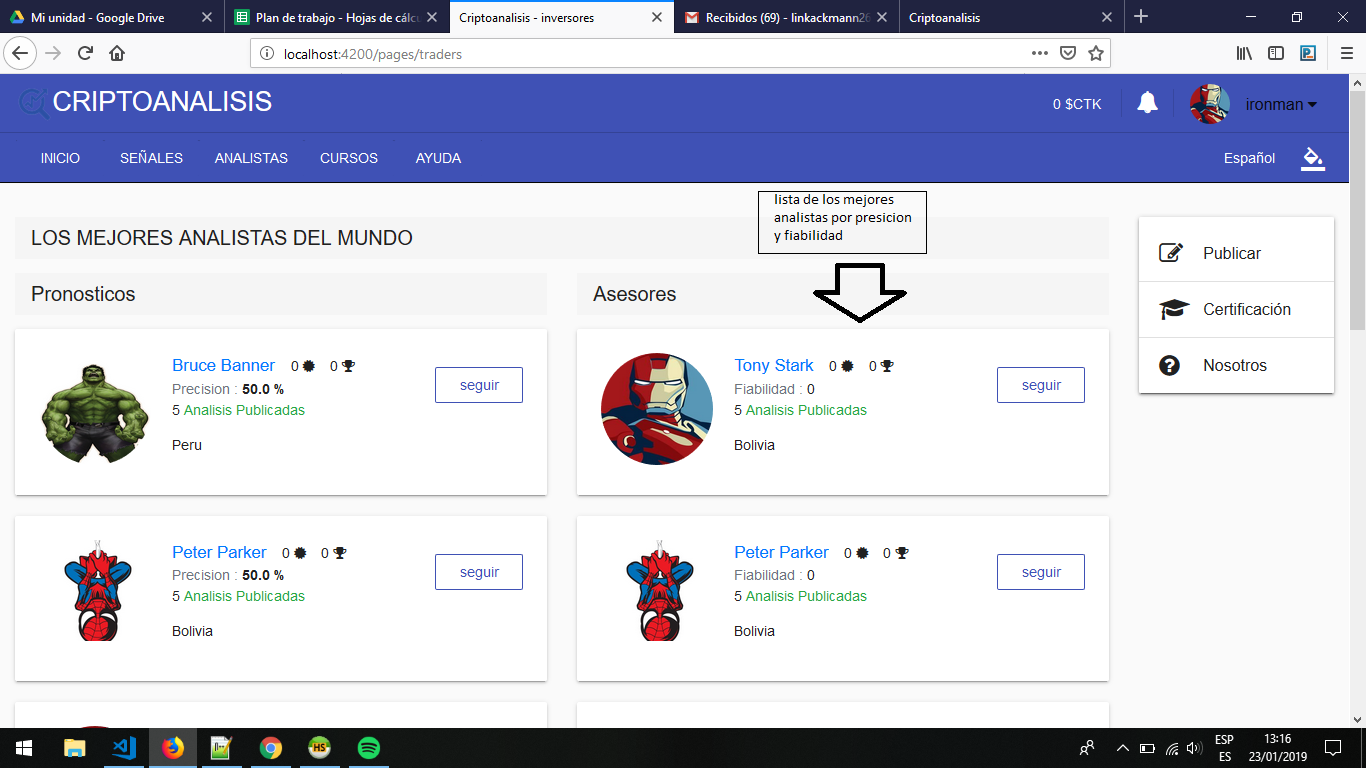 Mi unidad - Google Drive
Plan de trabajo - Hojas de cálcu
Criptoanalisis - inversores
Recibidos (69) - linkackmann26
Criptoanalisis
localhost:4200/pages/traders
CRIPTOANALISIS
0 $CTK
ironman
INICIO
SEÑALES
ANALISTAS
CURSOS
AYUDA
Español
lista de los mejores
analistas por presicion
y fiabilidad
LOS MEJORES ANALISTAS DEL MUNDO
Publicar
Certificación
Nosotros
Pronosticos
Bruce Banner 0 0
Precision : 50.0 %
5 Analisis Publicadas
Peru
seguir
Peter Parker 0 0
Precision : 50.0 %
5 Analisis Publicadas
Bolivia
seguir
Asesores
Tony Stark 0 0
Fiabilidad : 0
5 Analisis Publicadas
Bolivia
seguir
Peter Parker 0 0
Fiabilidad : 0
5 Analisis Publicadas
Bolivia
seguir
HS
ESP
ES
13:16
23/01/2019